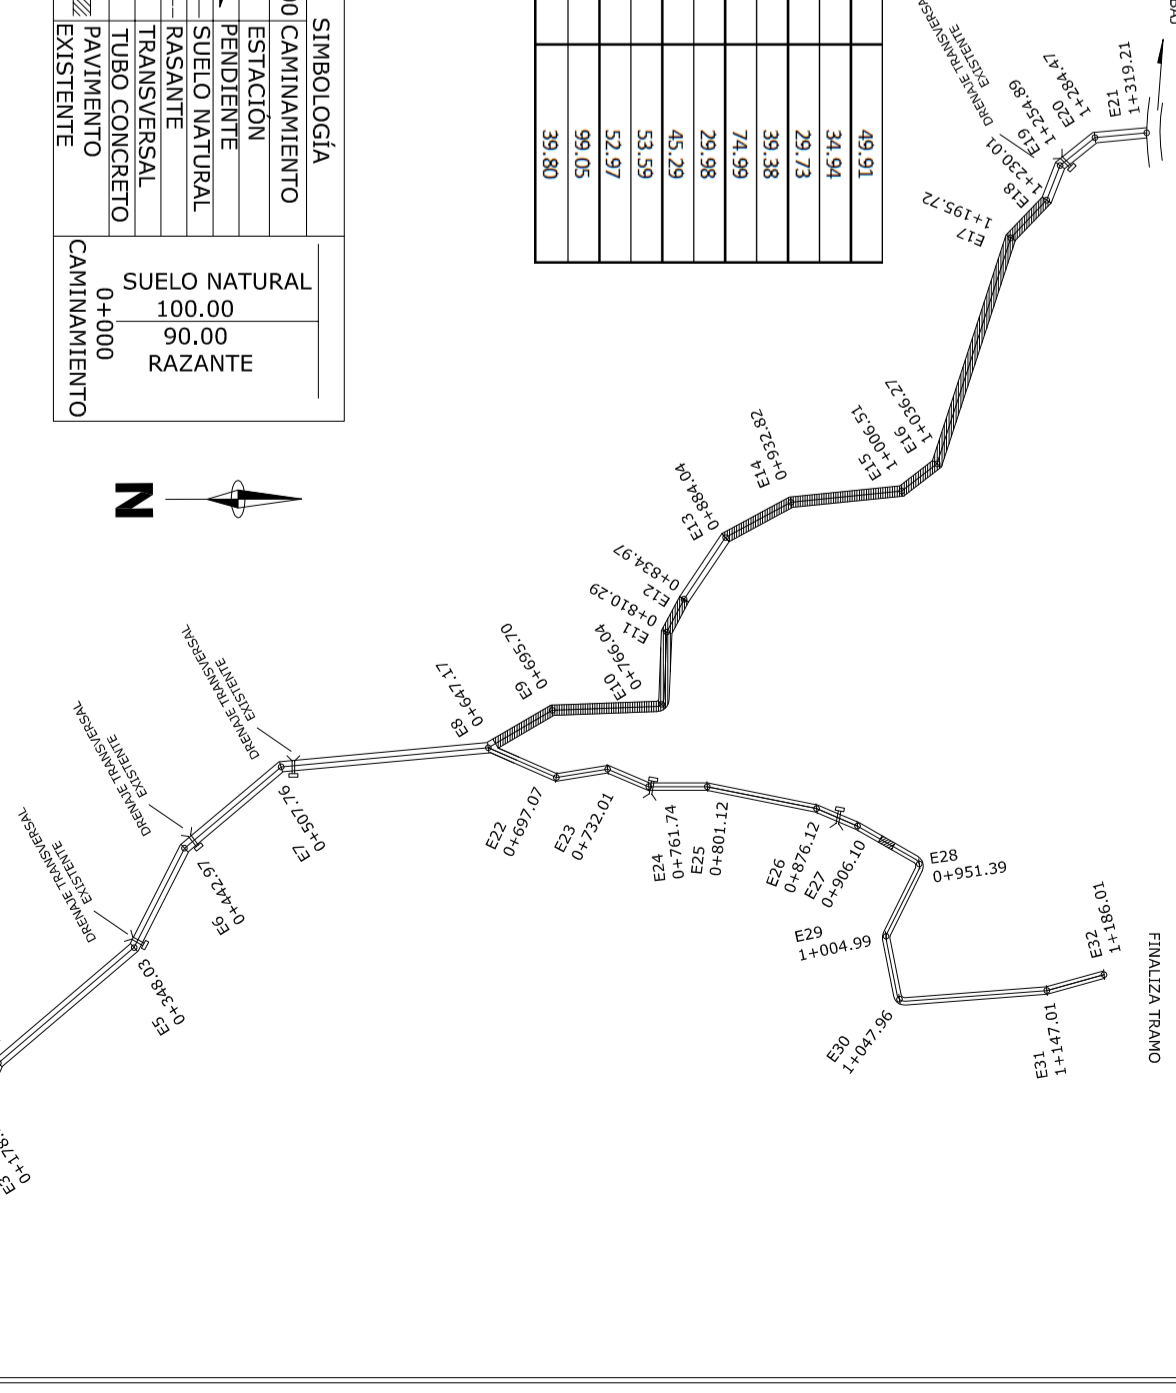 49.91
34.94
29.73
39.38
74.99
29.98
45.29
53.59
52.97
99.05
39.80
SIMBOLOGÍA
CAMINAMIENTO
ESTACIÓN
PENDIENTE
SUELO NATURAL
RASANTE
TRANSVERSAL
TUBO CONCRETO
PAVIMENTO
EXISTENTE
SUELO NATURAL
100.00
90.00
RAZANTE
0+000
CAMINAMIENTO
N
E21
1+319.21
E20
1+284.47
E19
1+254.89
E18
1+230.01
E17
1+195.72
DRENAJE TRANSVERSAL
EXISTENTE
E16
1+036.27
E15
1+006.51
E14
0+932.82
E13
0+884.04
E12
0+834.97
E11
0+810.29
E10
0+766.04
E9
0+695.70
E8
0+647.17
DRENAJE TRANSVERSAL
EXISTENTE
E7
0+507.76
DRENAJE TRANSVERSAL
EXISTENTE
E6
0+442.97
DRENAJE TRANSVERSAL
EXISTENTE
E5
0+348.03
E3
E22
0+697.07
E23
0+732.01
E24
0+761.74
E25
0+801.12
E26
0+876.12
E27
0+906.10
E28
0+951.39
E29
1+004.99
E30
1+047.96
E31
1+147.01
E32
1+186.01
FINALIZA TRAMO